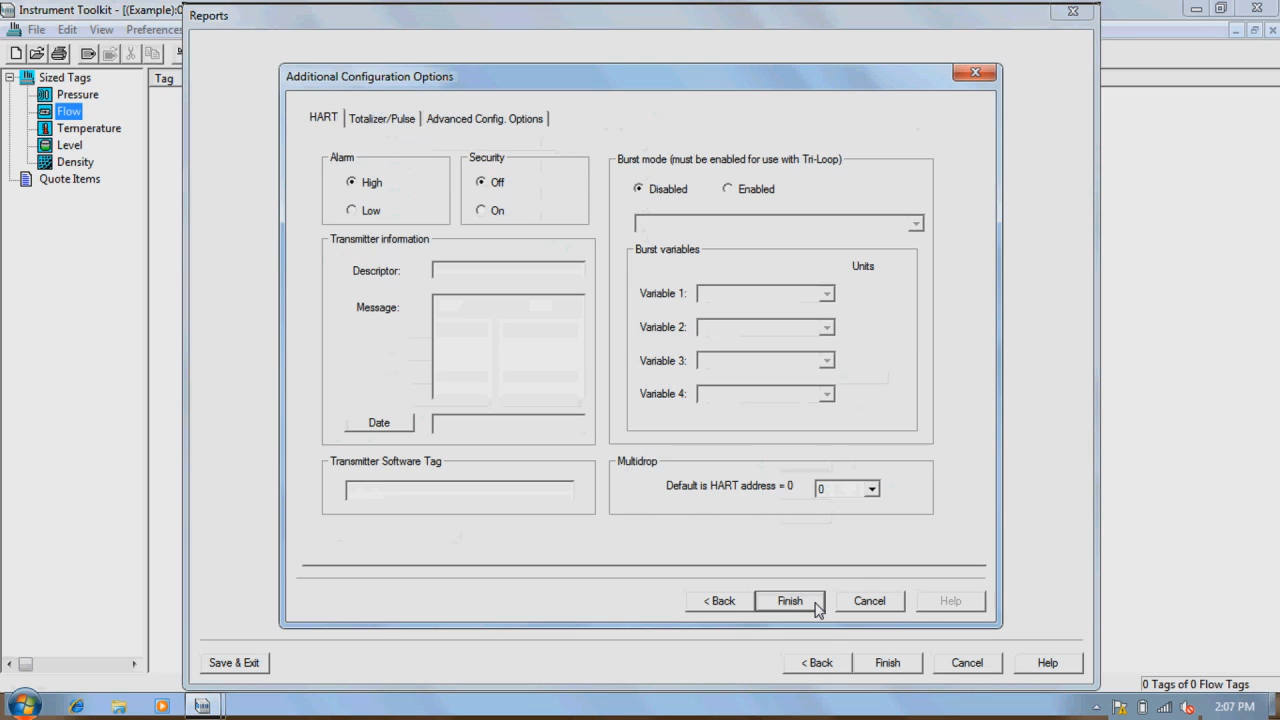 Instrument Toolkit - [(Example):0
Reports
File Edit View Preferences
Sized Tags
Pressure
Flow
Temperature
Level
Density
Quote Items
Tag
Additional Configuration Options
HART Totalizer/Pulse Advanced Config. Options
Alarm
High
Low
Security
Off
On
Transmitter information
Descriptor:
Message:
Date
Transmitter Software Tag
Burst mode (must be enabled for use with Tri-Loop)
Disabled Enabled
Burst variables
Units
Variable 1:
Variable 2:
Variable 3:
Variable 4:
Multidrop
Default is HART address = 0 0
< Back Finish Cancel Help
Save & Exit < Back Finish Cancel Help
0 Tags of 0 Flow Tags
2:07 PM